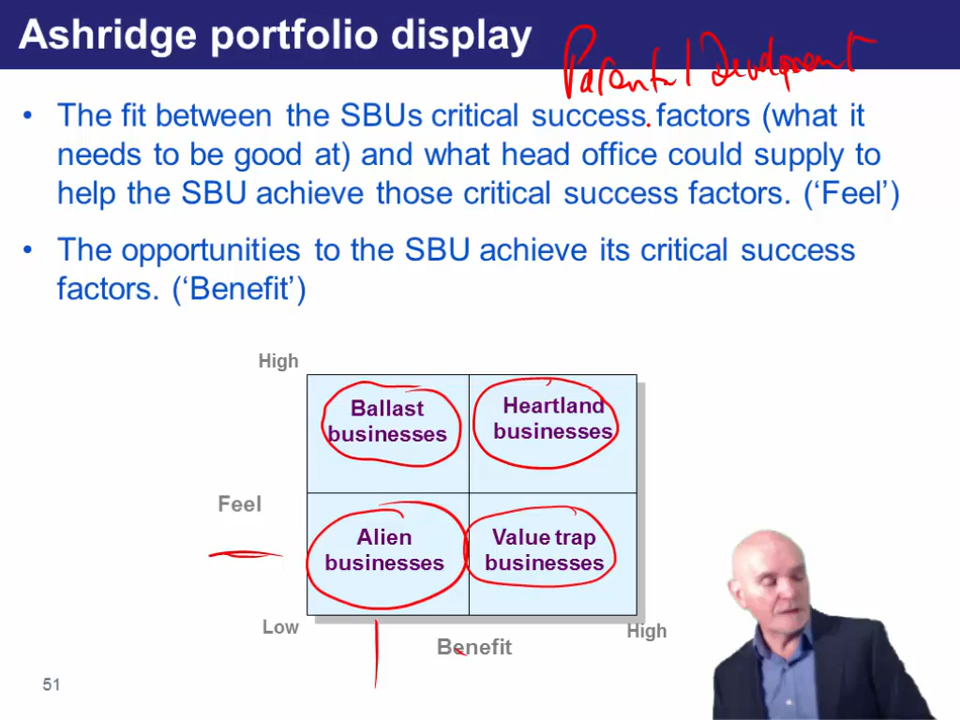 Ashridge portfolio display
Parental Development
• The fit between the SBUs critical success factors (what it
needs to be good at) and what head office could supply to
help the SBU achieve those critical success factors. (‘Feel’)
• The opportunities to the SBU achieve its critical success
factors. (‘Benefit’)
High
Ballast
businesses
Heartland
businesses
Feel
Alien
businesses
Value trap
businesses
Low
High
Benefit
51